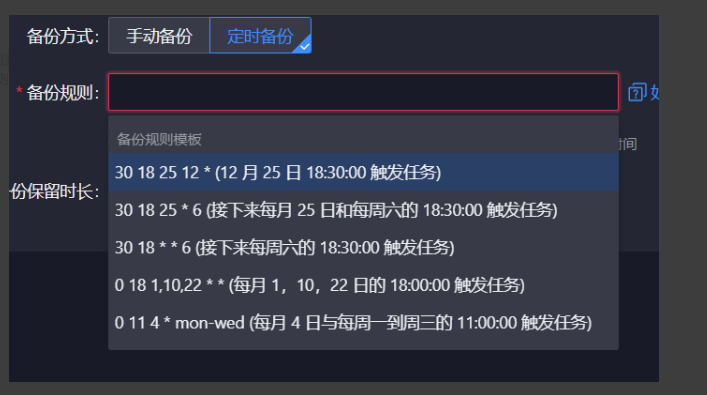 备份方式： 手动备份 定时备份
* 备份规则：
备份规则模板
时间
30 18 25 12 * (12 月 25 日 18:30:00 触发任务)
份保留时长：
30 18 25 * 6 (接下来每月 25 日和每周六的 18:30:00 触发任务)
30 18 * * 6 (接下来每周六的 18:30:00 触发任务)
0 18 1,10,22 * * (每月 1，10，22 日的 18:00:00 触发任务)
0 11 4 * mon-wed (每月 4 日与每周一到周三的 11:00:00 触发任务)